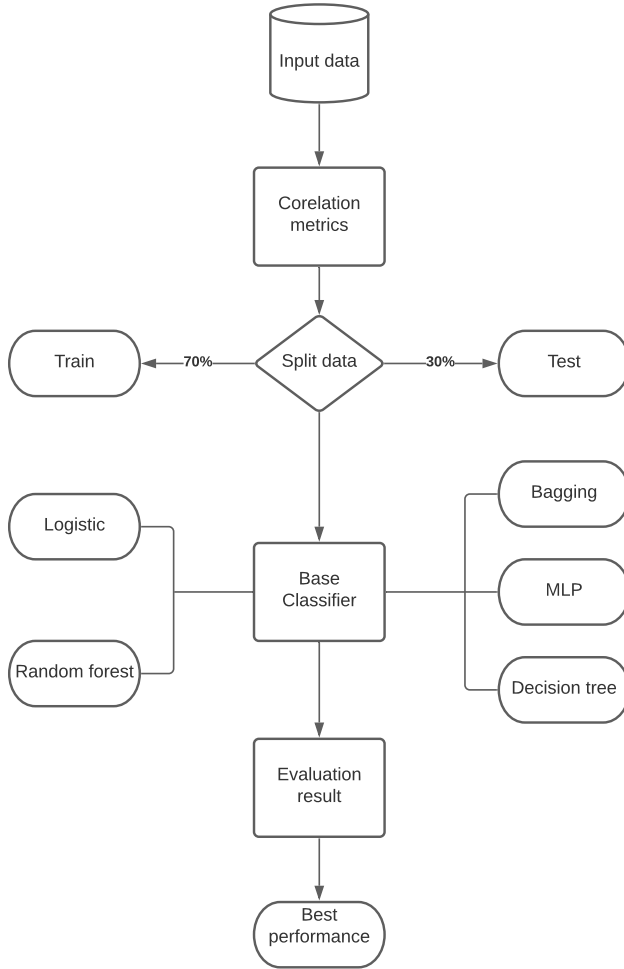 Input data
Corelation
metrics
Train
70%
Split data
30%
Test
Logistic
Bagging
Base
Classifier
MLP
Random forest
Decision tree
Evaluation
result
Best
performance